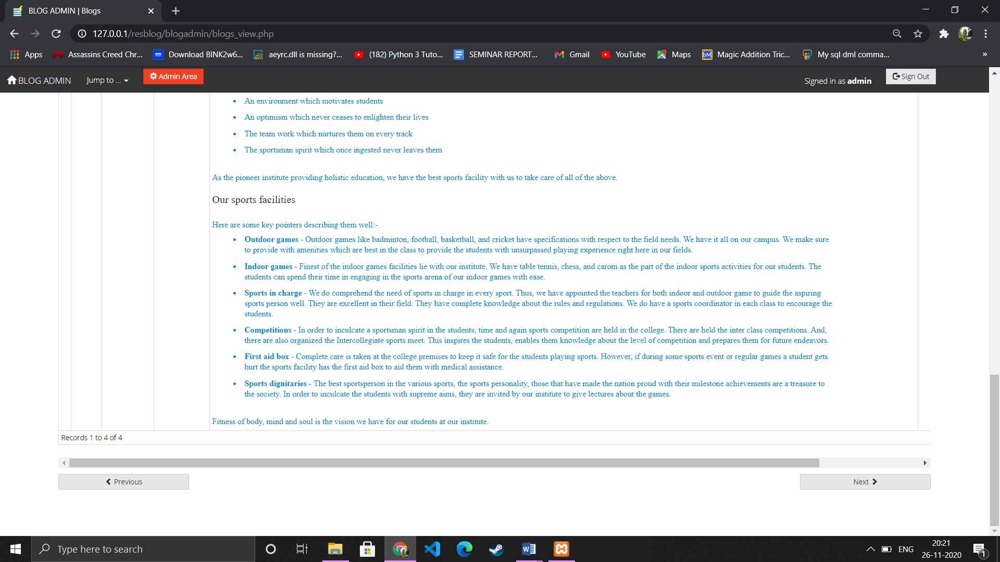 BLOG ADMIN | Blogs
127.0.0.1/resblog/blogadmin/blogs_view.php
Apps
Assassins Creed Chr...
Download BINK2w6...
aeyrc.dll is missing?...
(182) Python 3 Tuto...
SEMINAR REPORT...
Gmail
YouTube
Maps
Magic Addition Tric...
My sql dml comma...
»
BLOG ADMIN
Jump to ...
Admin Area
Signed in as admin
Sign Out
• An environment which motivates students
• An optimism which never ceases to enlighten their lives
• The team work which nurtures them on every track
• The sportsman spirit which once ingested never leaves them
As the pioneer institute providing holistic education, we have the best sports facility with us to take care of all of the above.
Our sports facilities
Here are some key pointers describing them well:-
• Outdoor games - Outdoor games like badminton, football, basketball, and cricket have specifications with respect to the field needs. We have it all on our campus. We make sure
to provide with amenities which are best in the class to provide the students with unsurpassed playing experience right here in our fields.
• Indoor games - Finest of the indoor games facilities lie with our institute. We have table tennis, chess, and carom as the part of the indoor sports activities for our students. The
students can spend their time in engaging in the sports arena of our indoor games with ease.
• Sports in charge - We do comprehend the need of sports in charge in every sport. Thus, we have appointed the teachers for both indoor and outdoor game to guide the aspiring
sports person well. They are excellent in their field. They have complete knowledge about the rules and regulations. We do have a sports coordinator in each class to encourage the
students.
• Competitions - In order to inculcate a sportsman spirit in the students, time and again sports competition are held in the college. There are held the inter class competitions. And,
there are also organized the Intercollegiate sports meet. This inspires the students, enables them knowledge about the level of competition and prepares them for future endeavors.
• First aid box - Complete care is taken at the college premises to keep it safe for the students playing sports. However, if during some sports event or regular games a student gets
hurt the sports facility has the first aid box to aid them with medical assistance.
• Sports dignitaries - The best sportsperson in the various sports, the sports personality, those that have made the nation proud with their milestone achievements are a treasure to
the society. In order to inculcate the students with supreme aims, they are invited by our institute to give lectures about the games.
Fitness of body, mind and soul is the vision we have for our students at our institute.
Records 1 to 4 of 4
Previous
Next
Type here to search
ENG
20:21
26-11-2020
1